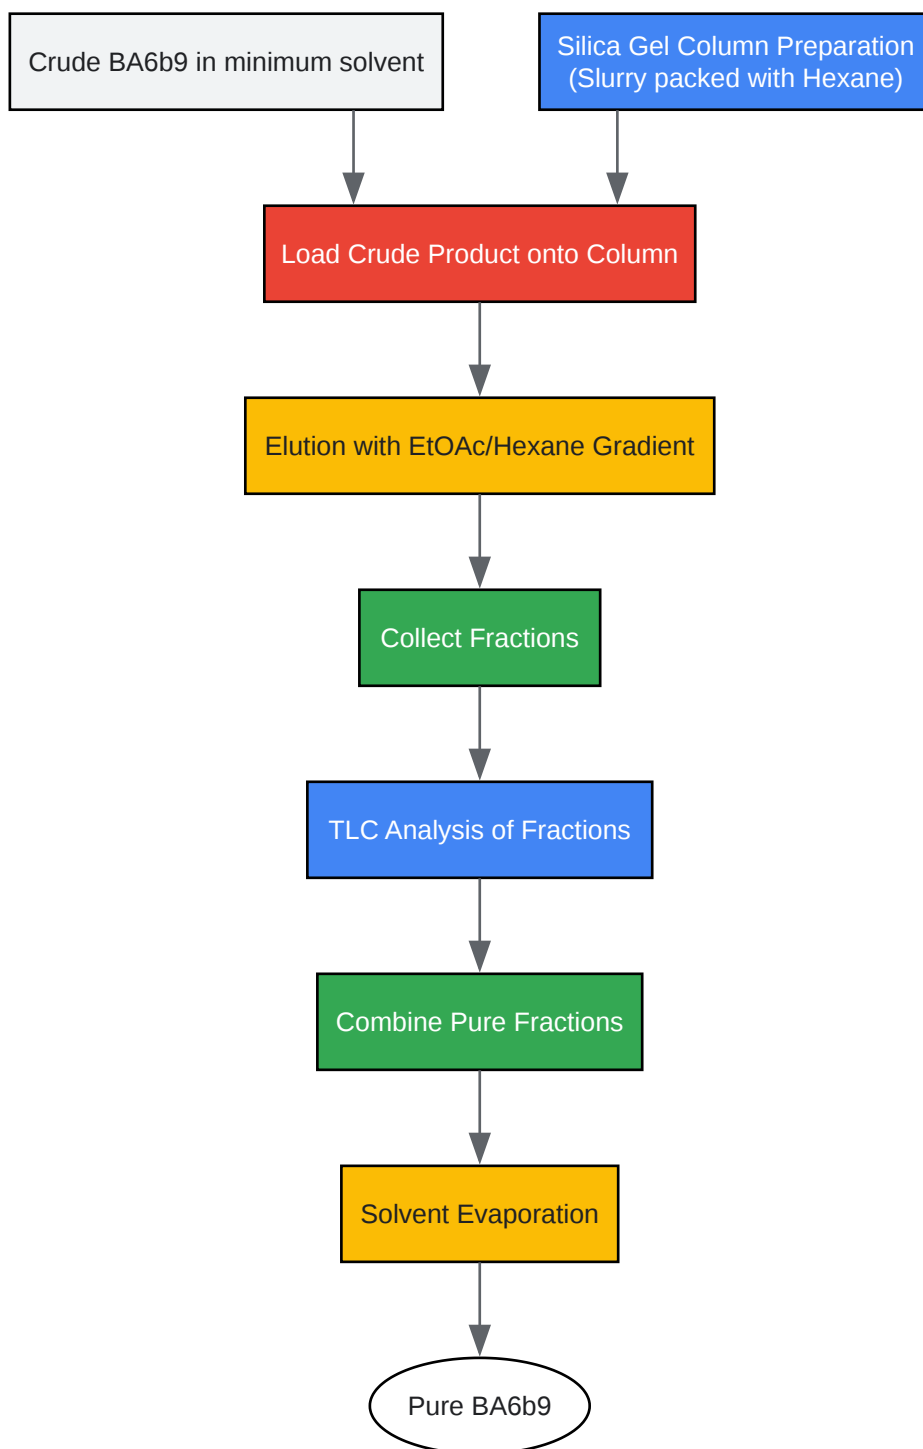 Crude BA6b9 in minimum solvent
Silica Gel Column Preparation
(Slurry packed with Hexane)
Load Crude Product onto Column
Elution with EtOAc/Hexane Gradient
Collect Fractions
TLC Analysis of Fractions
Combine Pure Fractions
Solvent Evaporation
Pure BA6b9